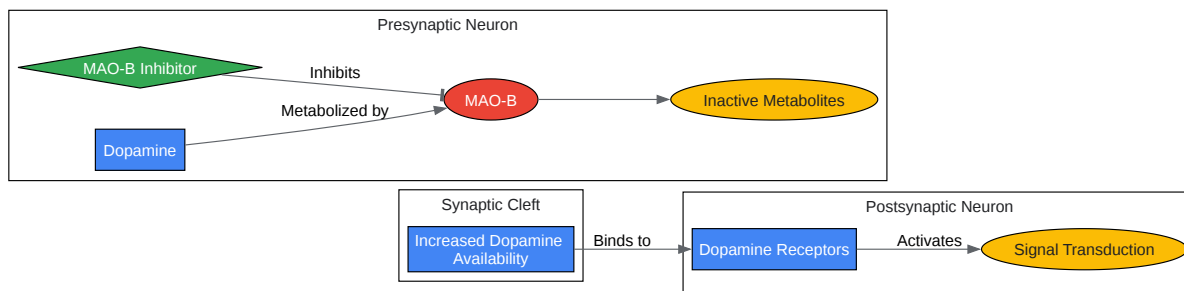 Presynaptic Neuron
MAO-B Inhibitor
Inhibits
MAO-B
Inactive Metabolites
Metabolized by
Dopamine
Synaptic Cleft
Increased Dopamine
Availability
Binds to
Postsynaptic Neuron
Dopamine Receptors
Activates
Signal Transduction